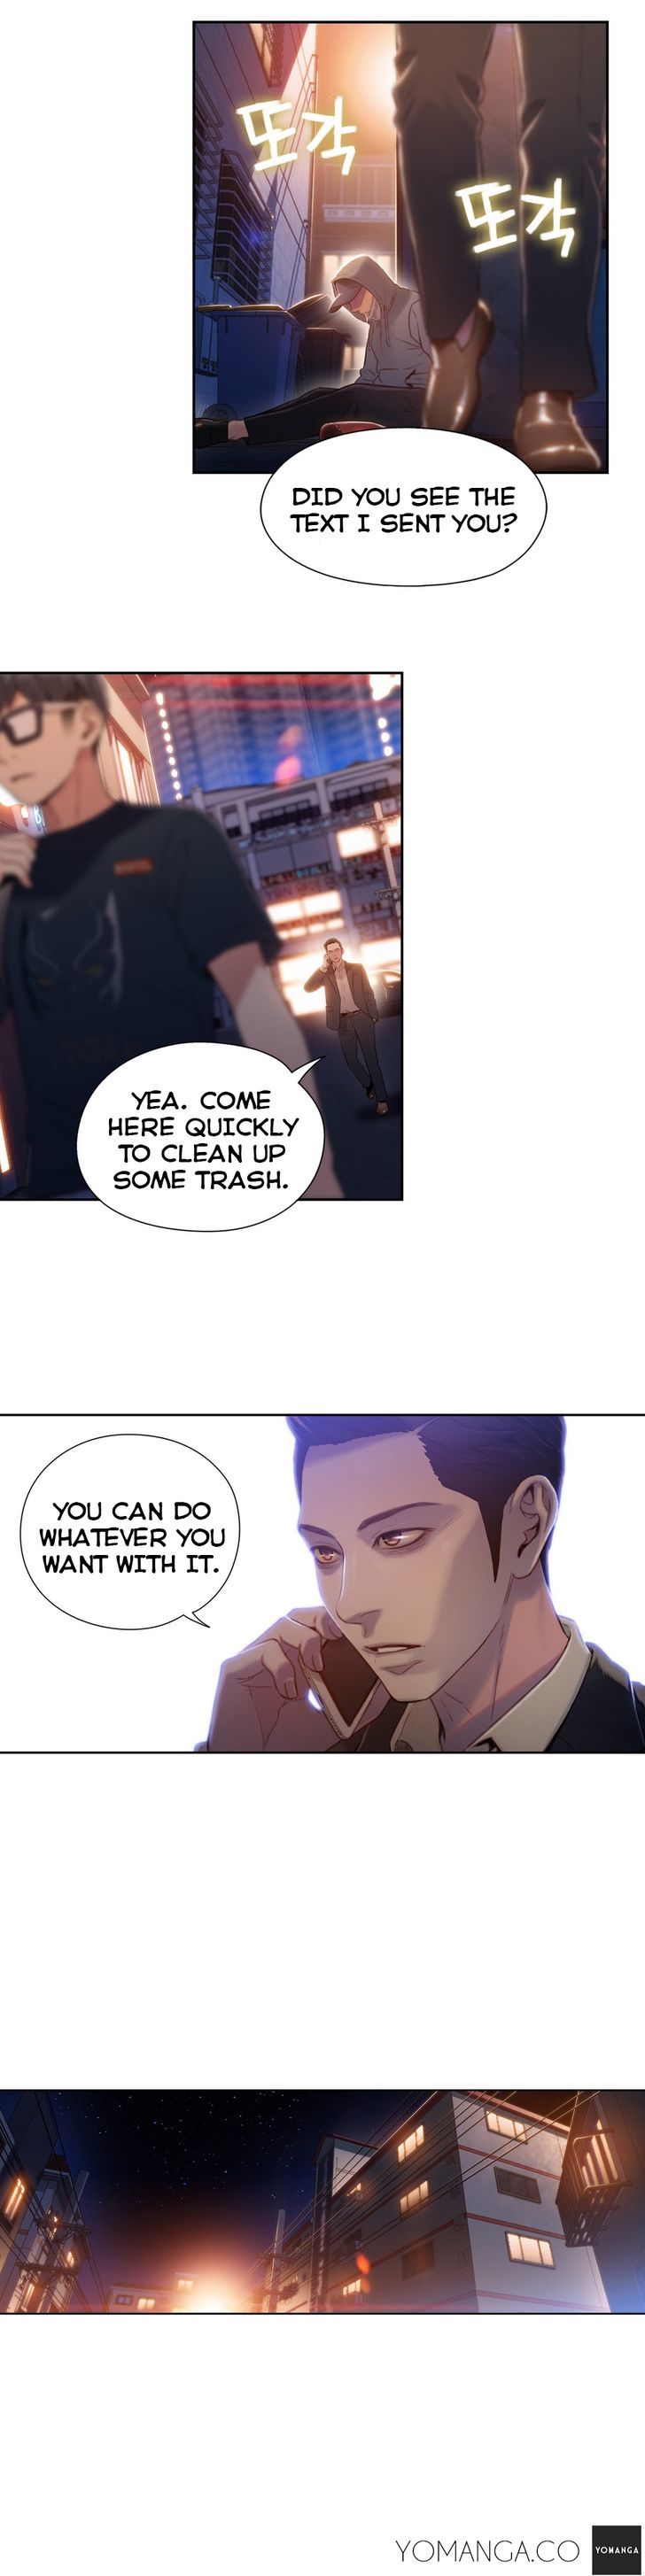 또각
또각
DID YOU SEE THE
TEXT I SENT YOU?
YEA. COME
HERE QUICKLY
TO CLEAN UP
SOME TRASH.
YOU CAN DO
WHATEVER YOU
WANT WITH IT.
YOMANGA.CO
YOMANGA